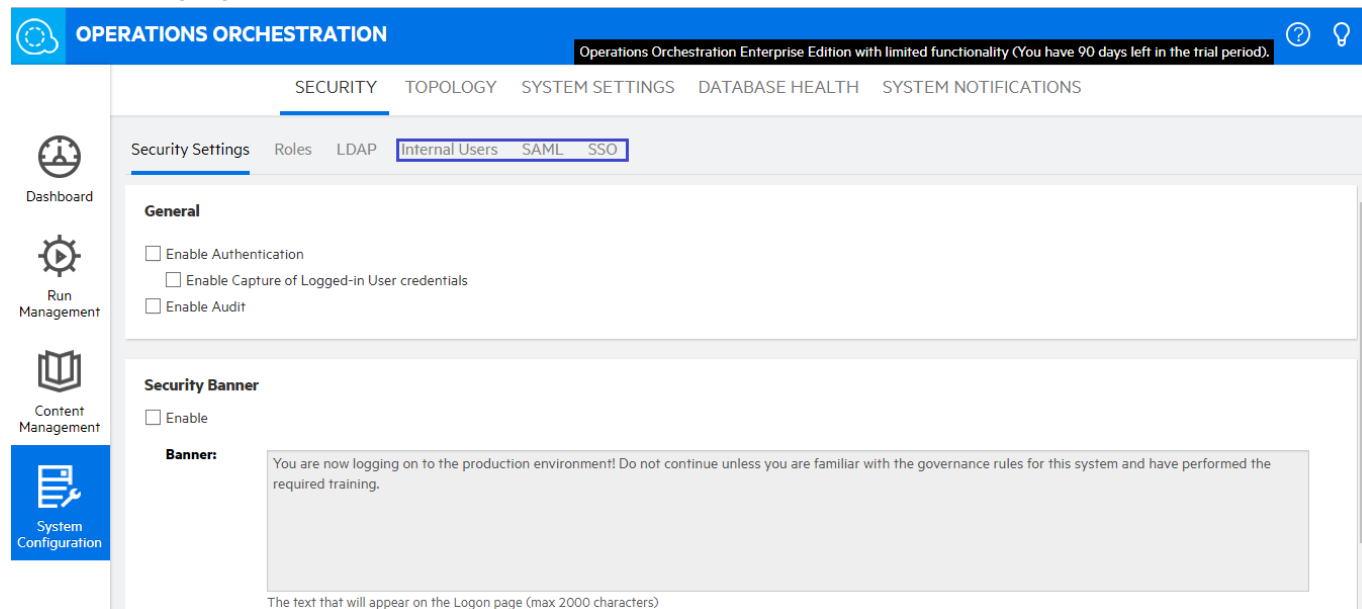 OPERATIONS ORCHESTRATION
Operations Orchestration Enterprise Edition with limited functionality (You have 90 days left in the trial period).
SECURITY TOPOLOGY SYSTEM SETTINGS DATABASE HEALTH SYSTEM NOTIFICATIONS
Security Settings Roles LDAP Internal Users SAML SSO
Dashboard
Run
Management
Content
Management
System
Configuration
General
Enable Authentication
Enable Capture of Logged-in User credentials
Enable Audit
Security Banner
Enable
Banner:
You are now logging on to the production environment! Do not continue unless you are familiar with the governance rules for this system and have performed the
required training.
The text that will appear on the Logon page (max 2000 characters)